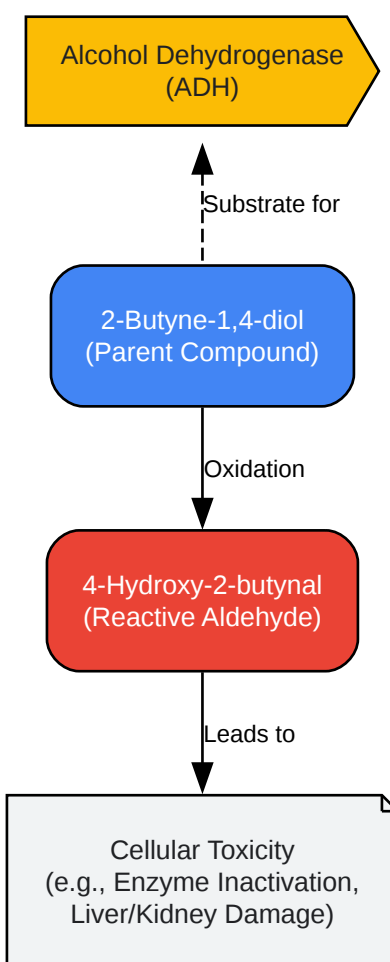 Alcohol Dehydrogenase
(ADH)
Substrate for
2-Butyne-1,4-diol
(Parent Compound)
Oxidation
4-Hydroxy-2-butynal
(Reactive Aldehyde)
Leads to
Cellular Toxicity
(e.g., Enzyme Inactivation,
Liver/Kidney Damage)